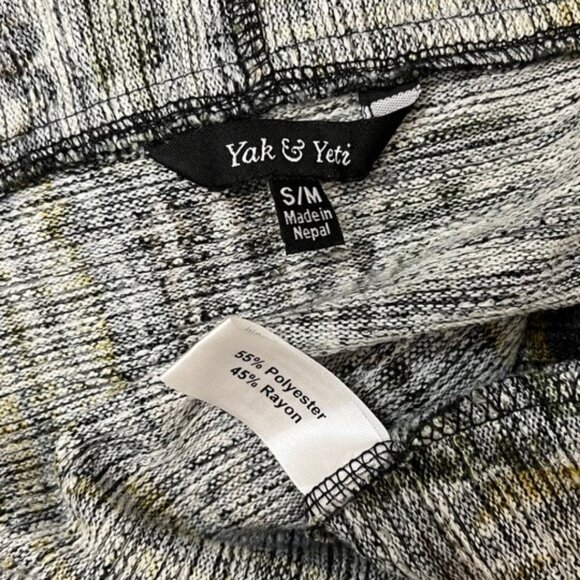 Yak & Yeti
S/M
Made in
Nepal
55% Polyester
45% Rayon